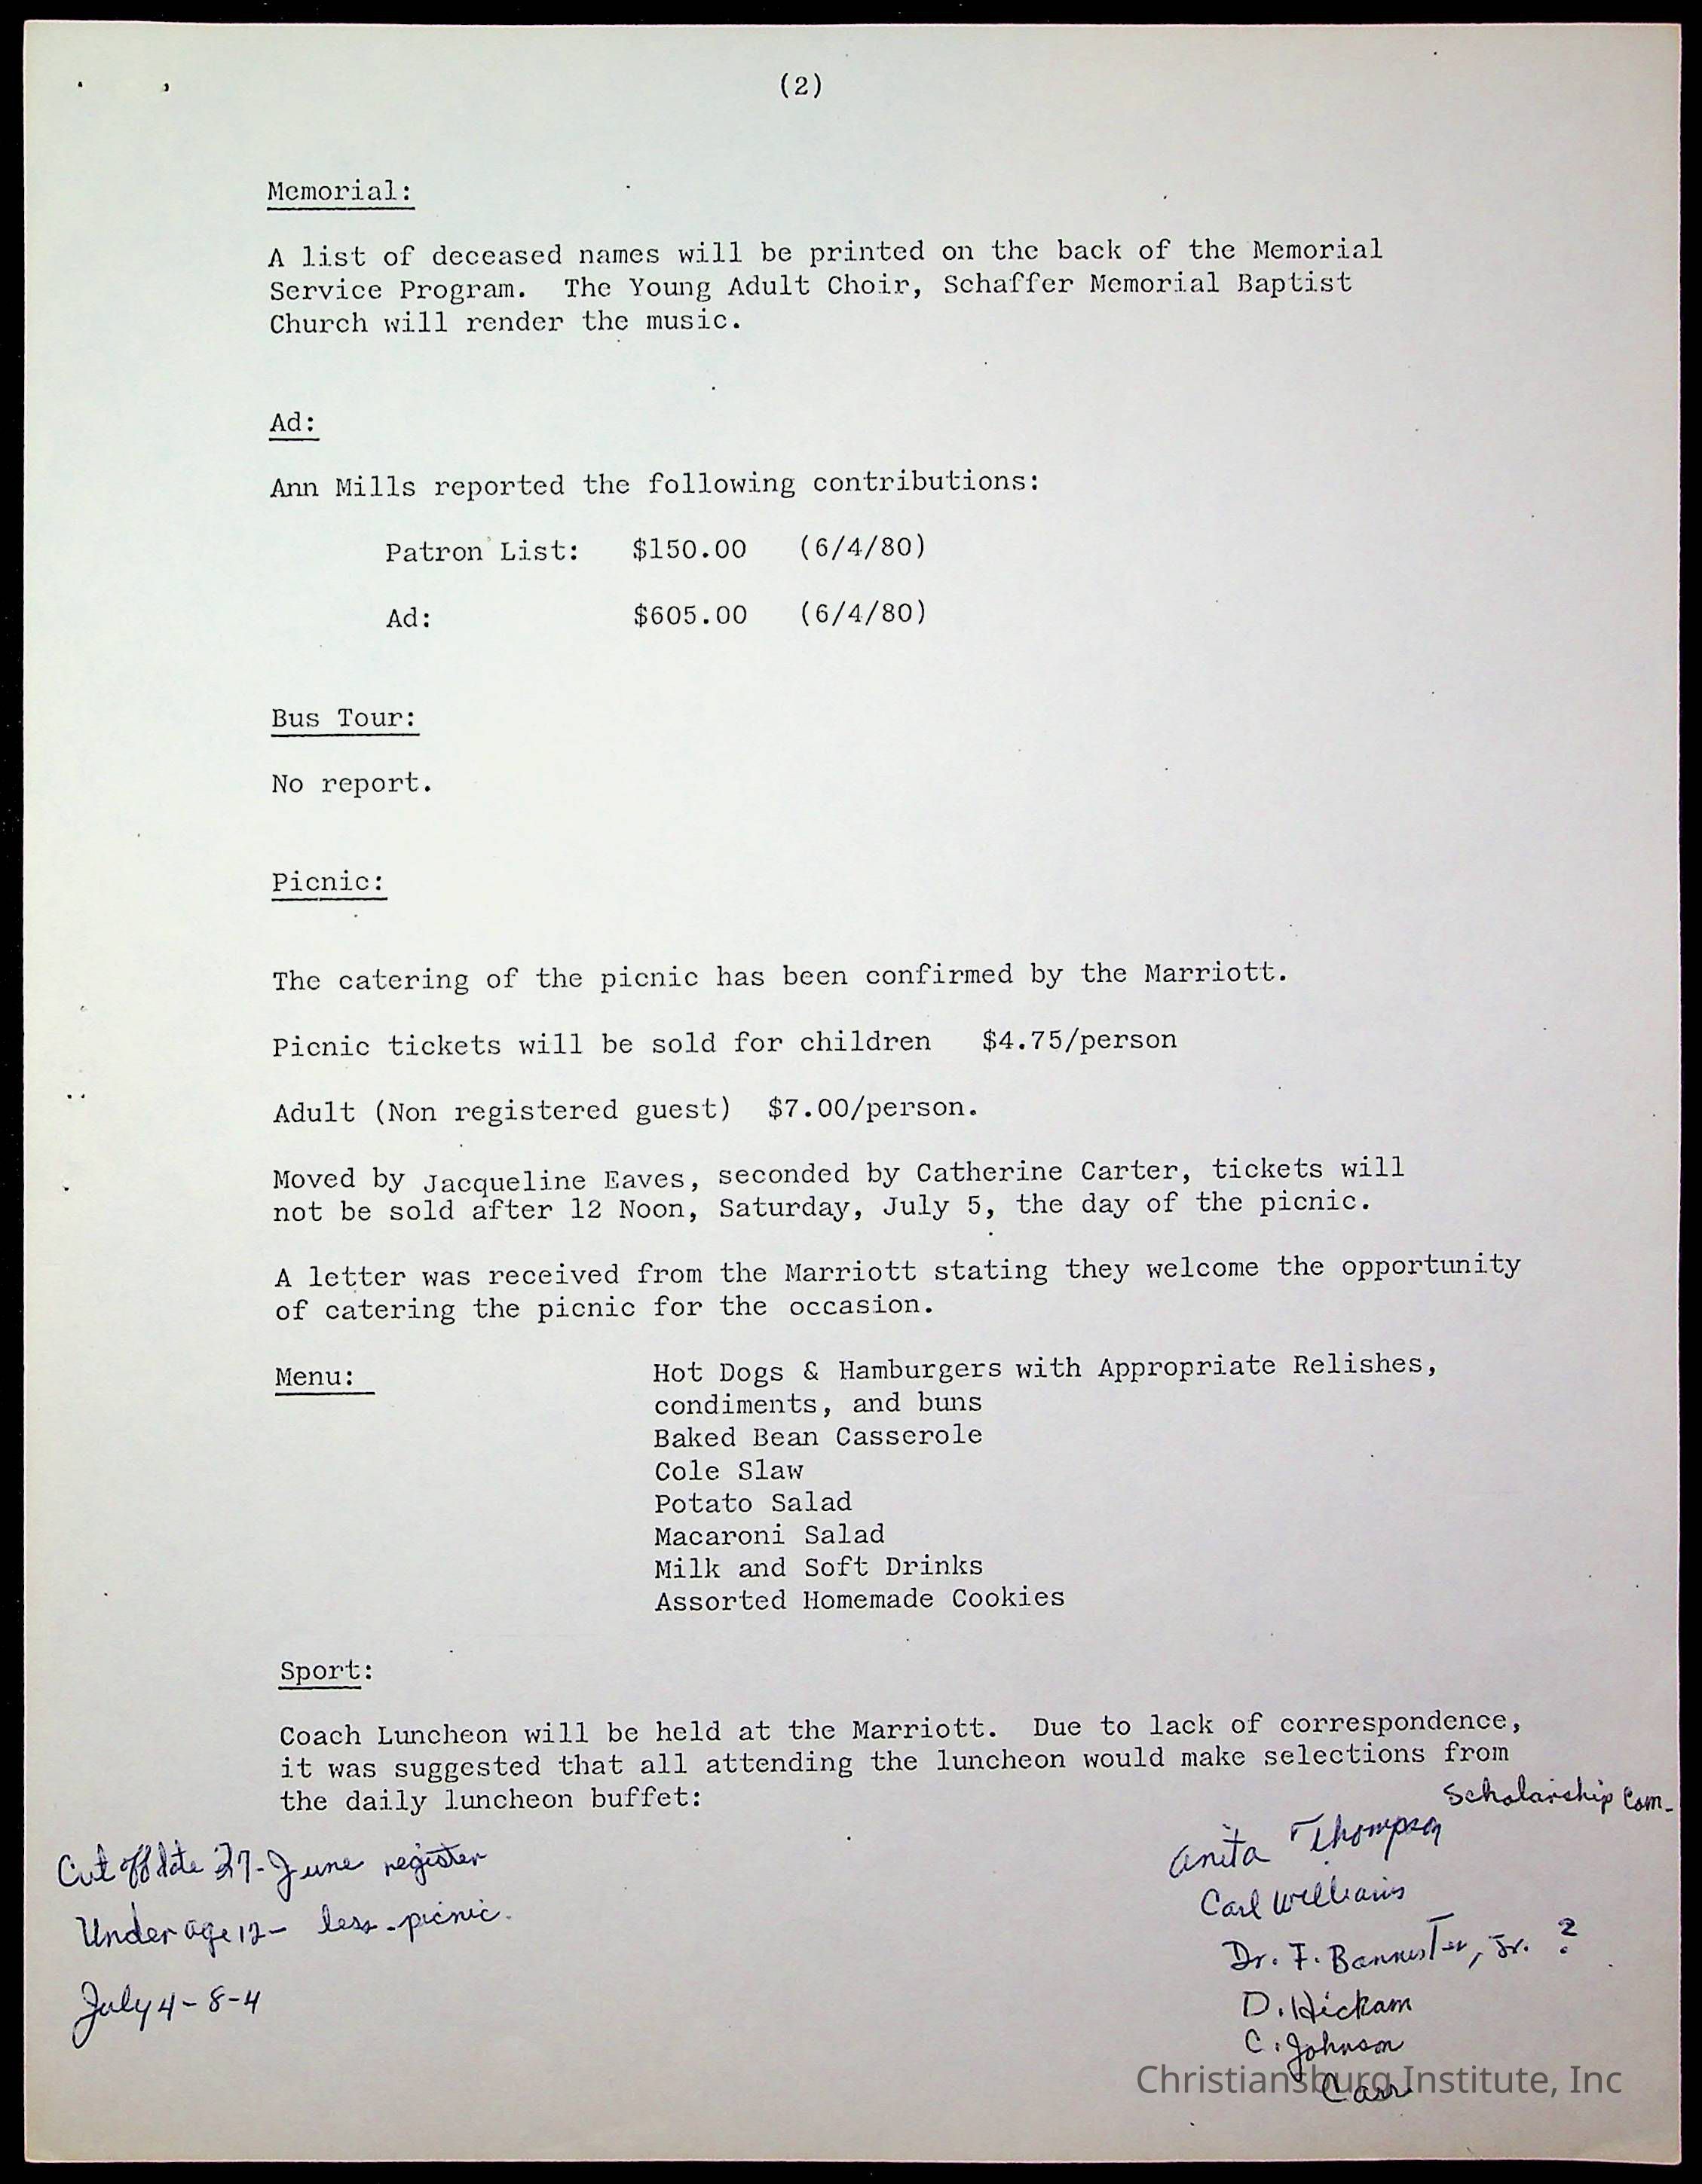 (2)
Memorial:
A list of deceased names will be printed on the back of the Memorial
Service Program. The Young Adult Choir, Schaffer Memorial Baptist
Church will render the music.
Ad:
Ann Mills reported the following contributions:
Patron List: $150.00 (6/4/80)
Ad: $605.00 (6/4/80)
Bus Tour:
No report.
Picnic:
The catering of the picnic has been confirmed by the Marriott.
Picnic tickets will be sold for children $4.75/person
Adult (Non registered guest) $7.00/person.
Moved by Jacqueline Eaves, seconded by Catherine Carter, tickets will
not be sold after 12 Noon, Saturday, July 5, the day of the picnic.
A letter was received from the Marriott stating they welcome the opportunity
of catering the picnic for the occasion.
Menu: Hot Dogs & Hamburgers with Appropriate Relishes,
condiments, and buns
Baked Bean Casserole
Cole Slaw
Potato Salad
Macaroni Salad
Milk and Soft Drinks
Assorted Homemade Cookies
Sport:
Coach Luncheon will be held at the Marriott. Due to lack of correspondence,
it was suggested that all attending the luncheon would make selections from
the daily luncheon buffet:
Scholarship Com-
Cut off date 27-June register
Under age 12- less-picnic.
July 4-8-4
Anita Thompson
Carl Williams
Dr. F. Bannister, Jr. ?
D. Hickam
C. Johnson
Carr
Christiansburg Institute, Inc